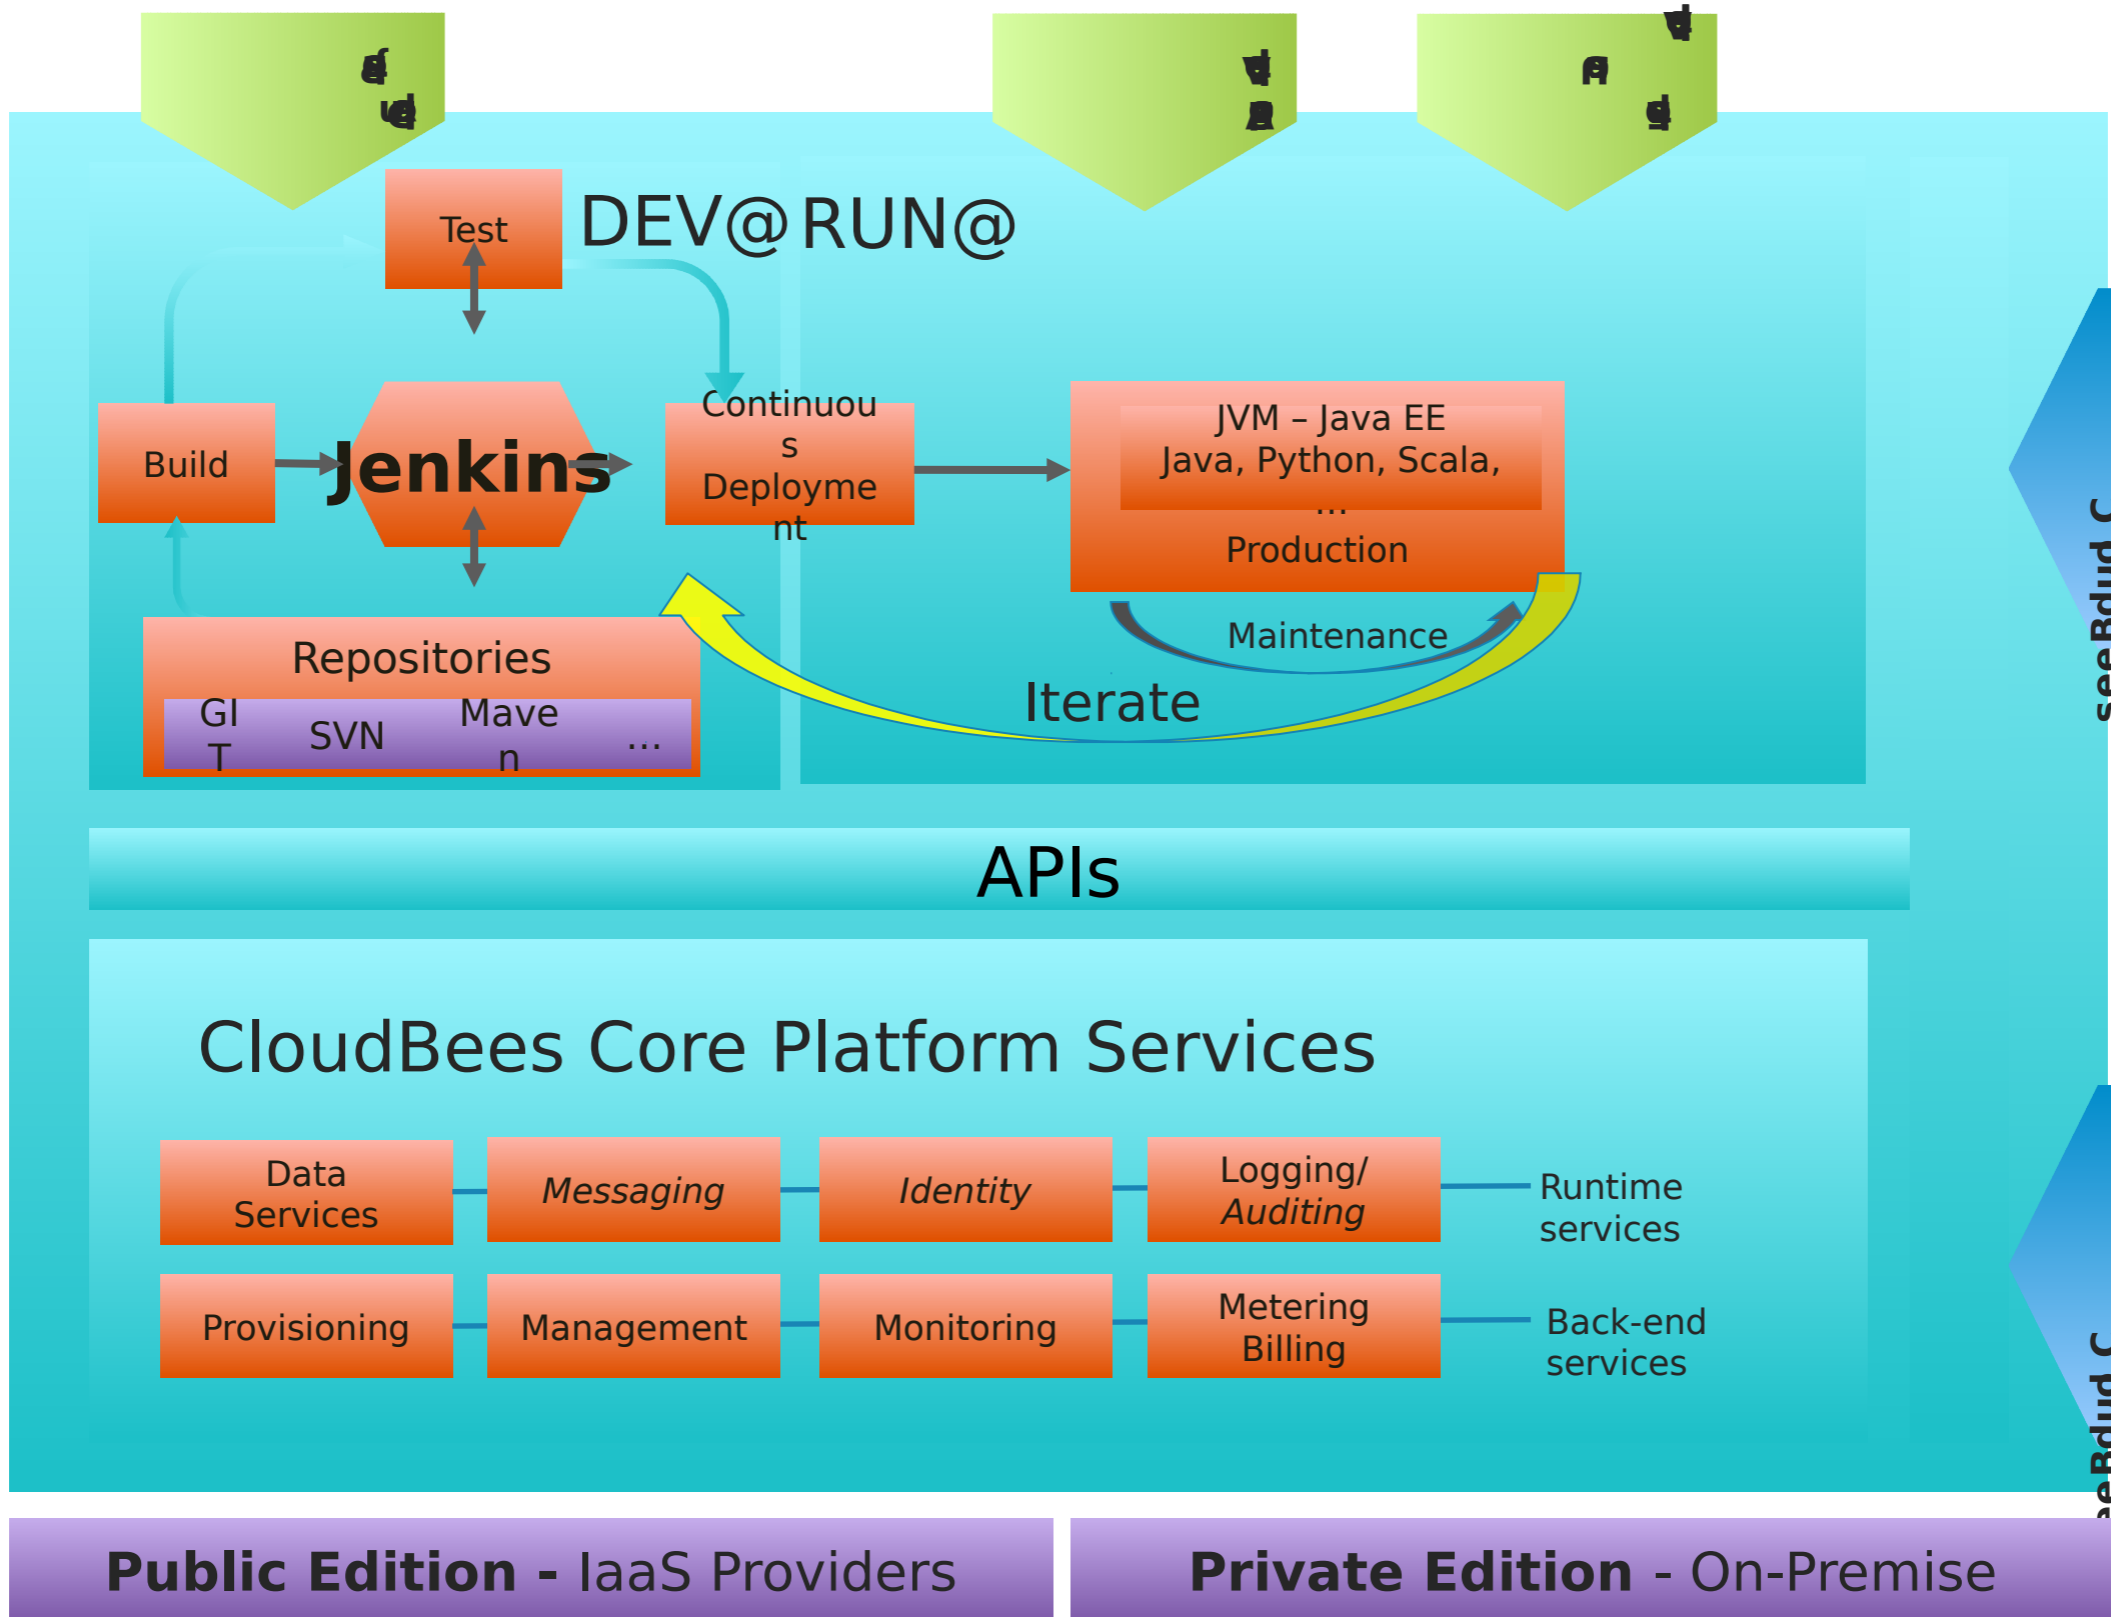 Test
DEV@
RUN@
Build
Jenkins
Continuou
s
Deployme
nt
JVM – Java EE
Java, Python, Scala,
...
Production
Maintenance
Iterate
Repositories
GI
T
SVN
Mave
n
...
APIs
CloudBees Core Platform Services
Data
Services
Messaging
Identity
Logging/
Auditing
Runtime
services
Provisioning
Management
Monitoring
Metering
Billing
Back-end
services
Public Edition - IaaS Providers
Private Edition - On-Premise